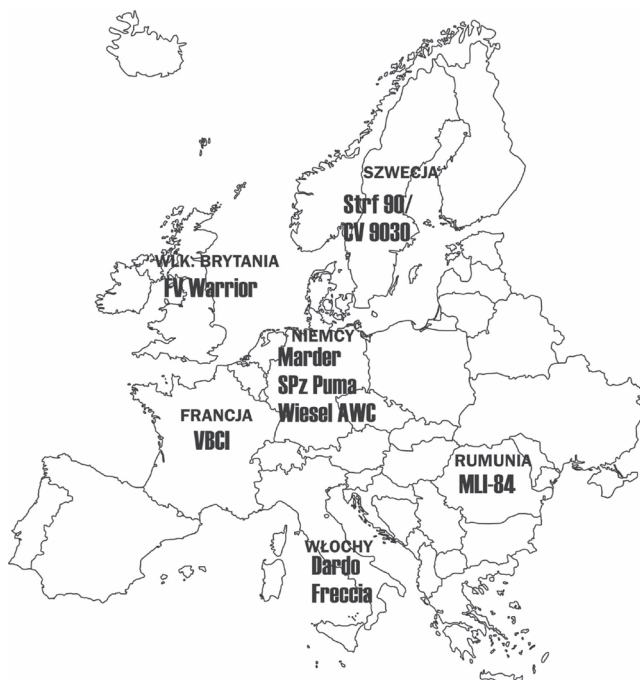 SZWECJA
Strf 90/
CV 9030
WLK. BRYTANIA
FV Warrior
NIEMCY
Marder
SPz Puma
Wiesel AWC
FRANCJA
VBCI
RUMUNIA
MLI-84
WŁOCHY
Dardo
Freccia